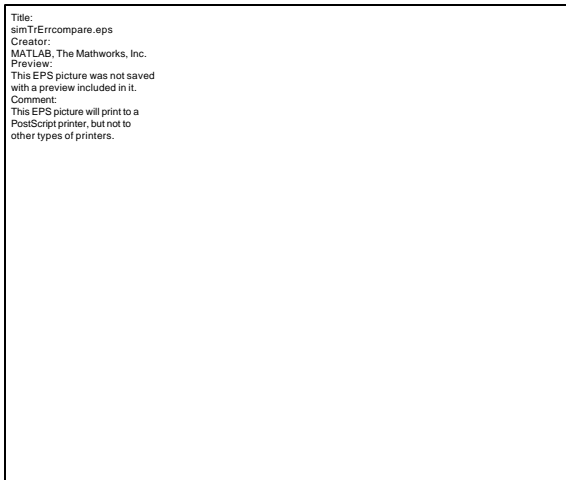 Title:
simTrErrcompare.eps
Creator:
MATLAB, The Mathworks, Inc.
Preview:
This EPS picture was not saved
with a preview included in it.
Comment:
This EPS picture will print to a
PostScript printer, but not to
other types of printers.